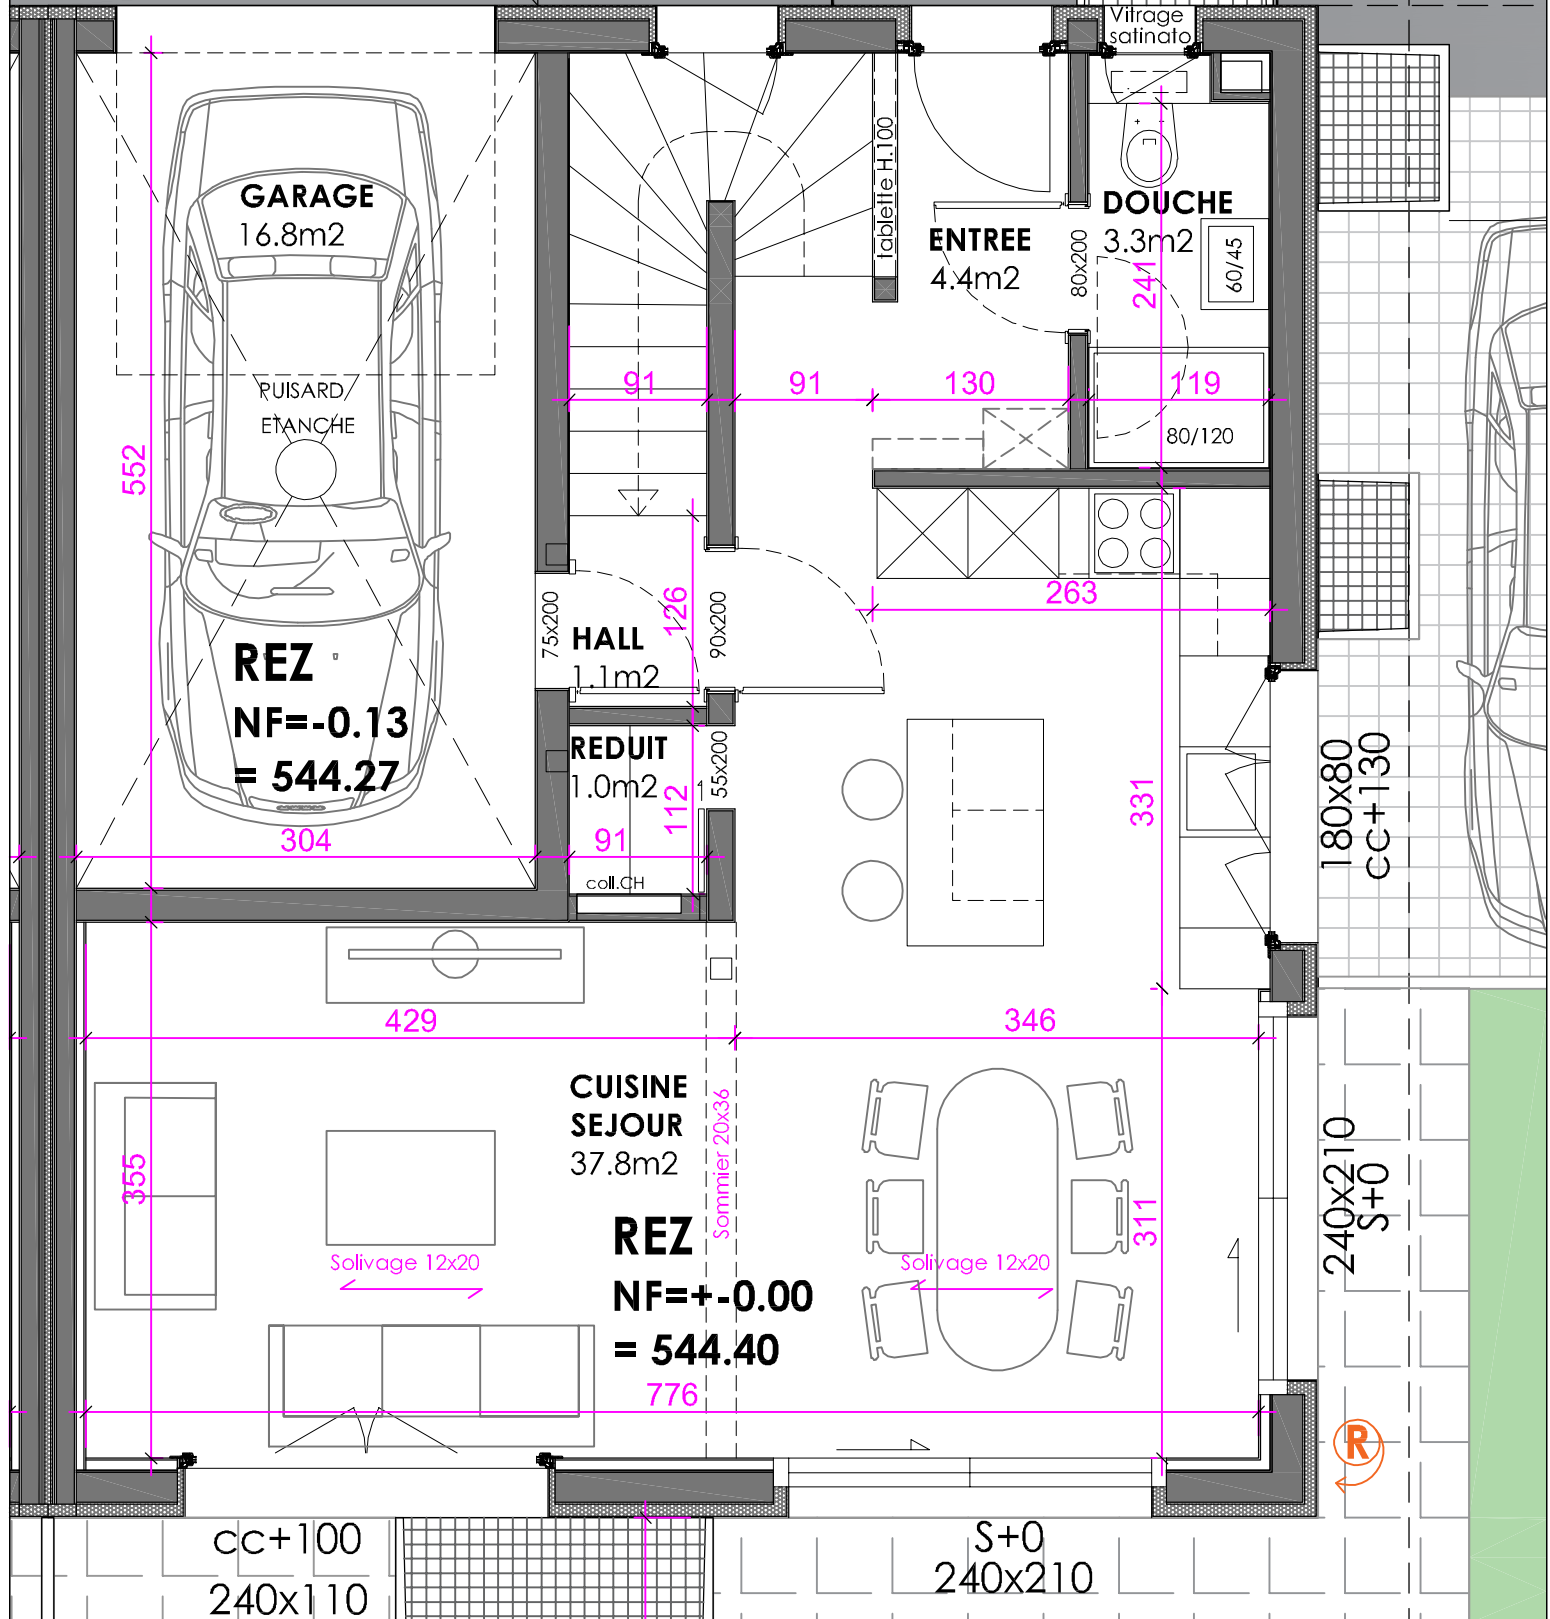 Vitrage
satinato
GARAGE
16.8m2
tablette H.100
ENTREE
4.4m2
80x200
DOUCHE
3.3m2
241
60/45
PUISARD/
ETANCHE
91
91
130
119
80/120
552
263
75x200
HALL
1.1m2
126
90x200
REZ
NF=-0.13
= 544.27
REDUIT
1.0m2
55x200
112
304
91
coll.CH
331
180x80
cc+130
429
346
CUISINE
SEJOUR
37.8m2
Sommier 20x36
355
311
240x210
S+0
REZ
NF=+-0.00
= 544.40
Solivage 12x20
Solivage 12x20
776
R
cc+100
240x110
S+0
240x210